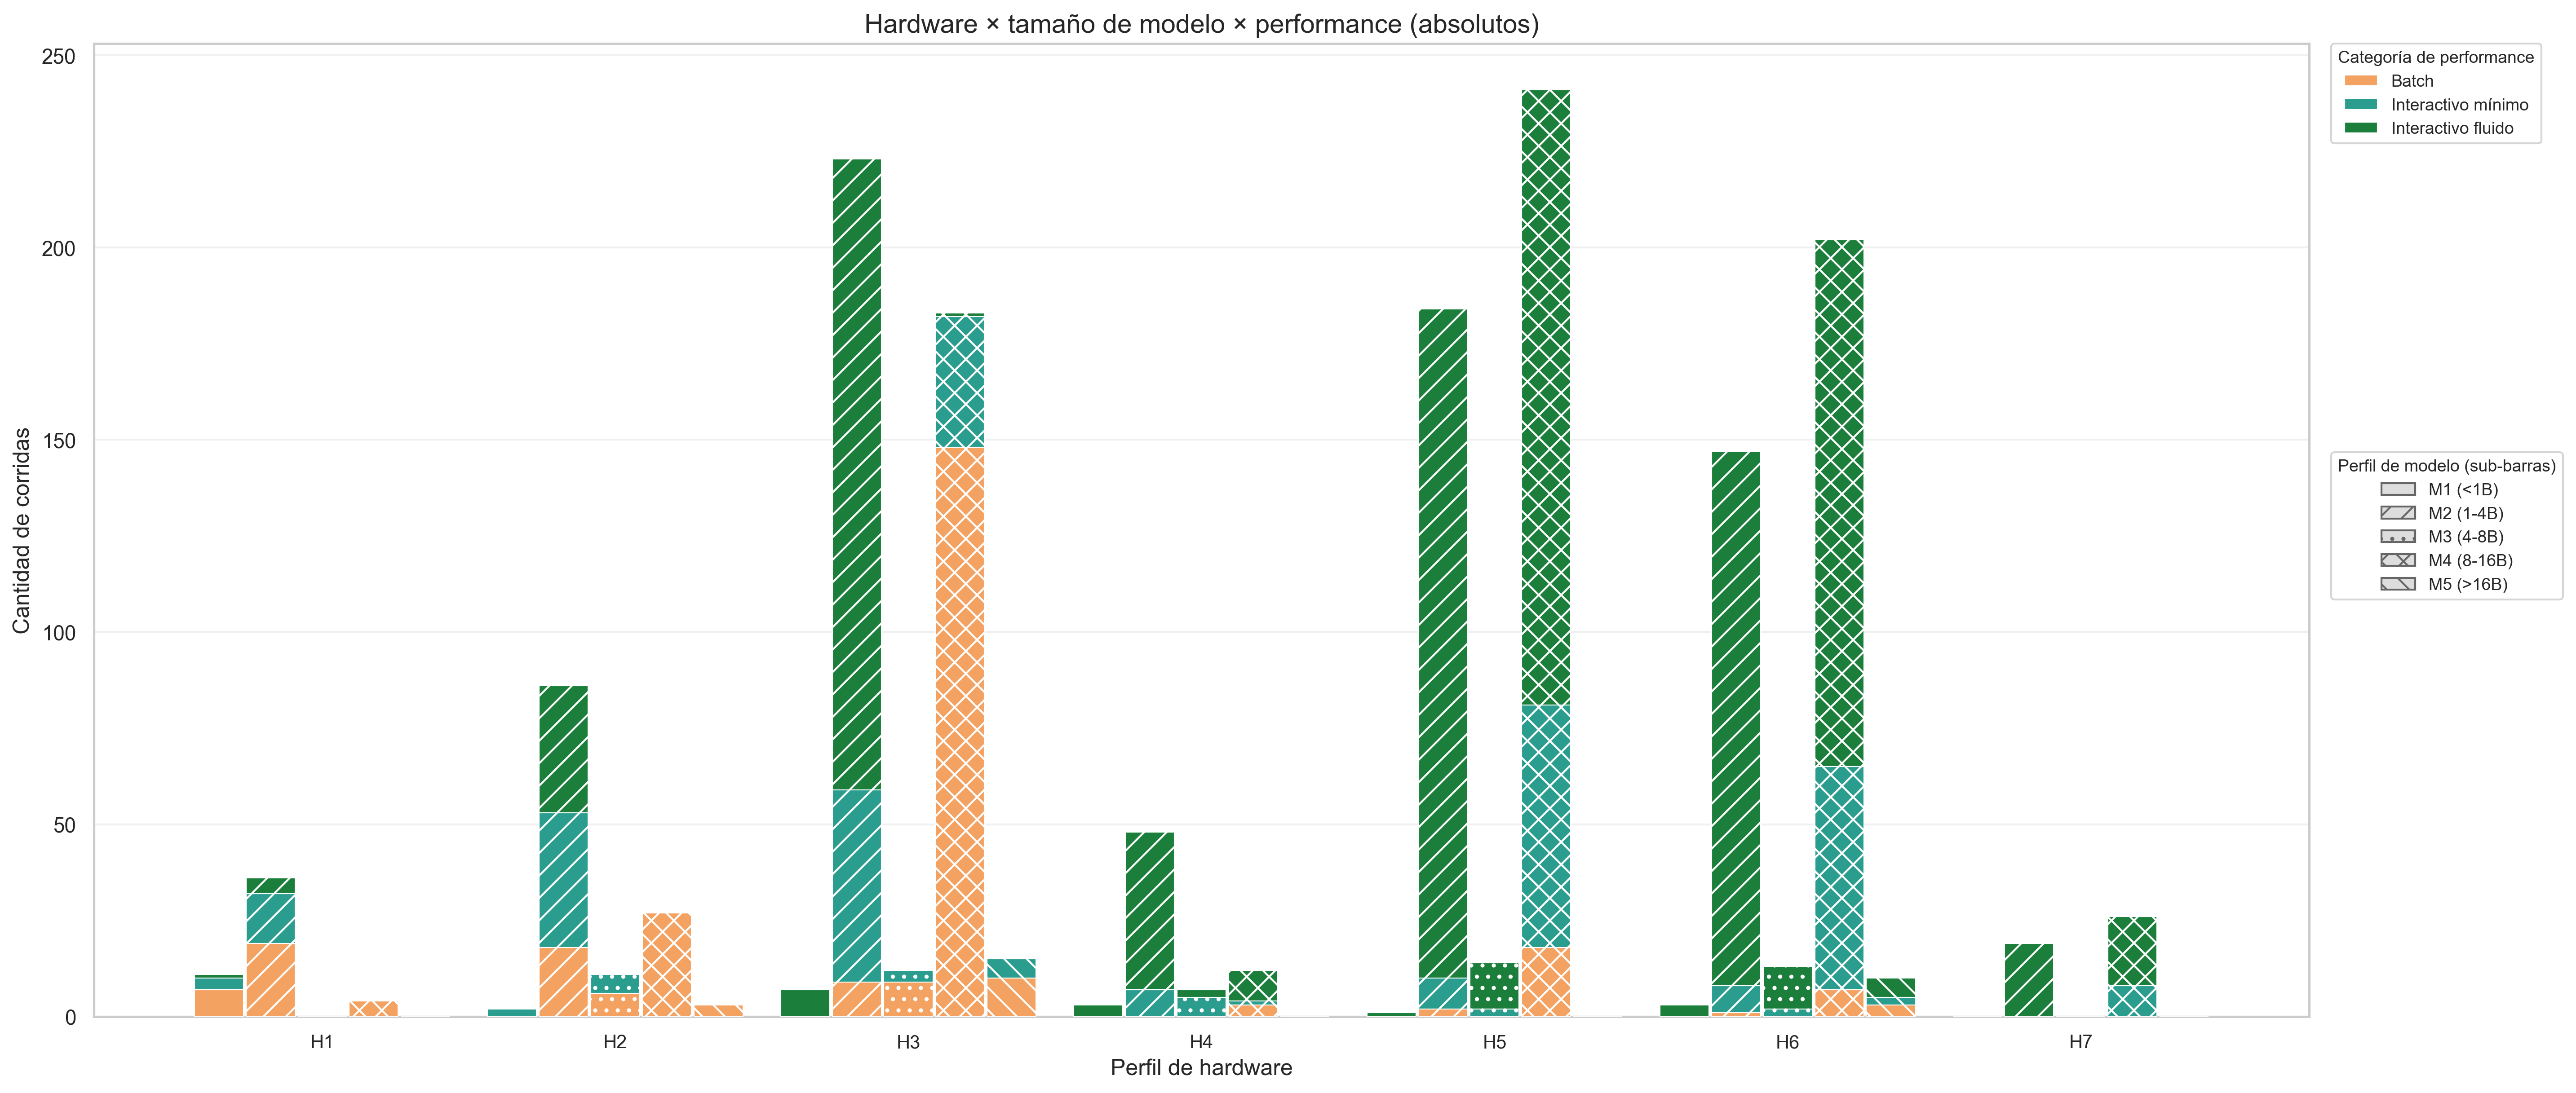 Hardware × tamaño de modelo × performance (absolutos)
Cantidad de corridas
250
200
150
100
50
0
H1
H2
H3
H4
H5
H6
H7
Perfil de hardware
Categoría de performance
Batch
Interactivo mínimo
Interactivo fluido
Perfil de modelo (sub-barras)
M1 (<1B)
M2 (1-4B)
M3 (4-8B)
M4 (8-16B)
M5 (>16B)